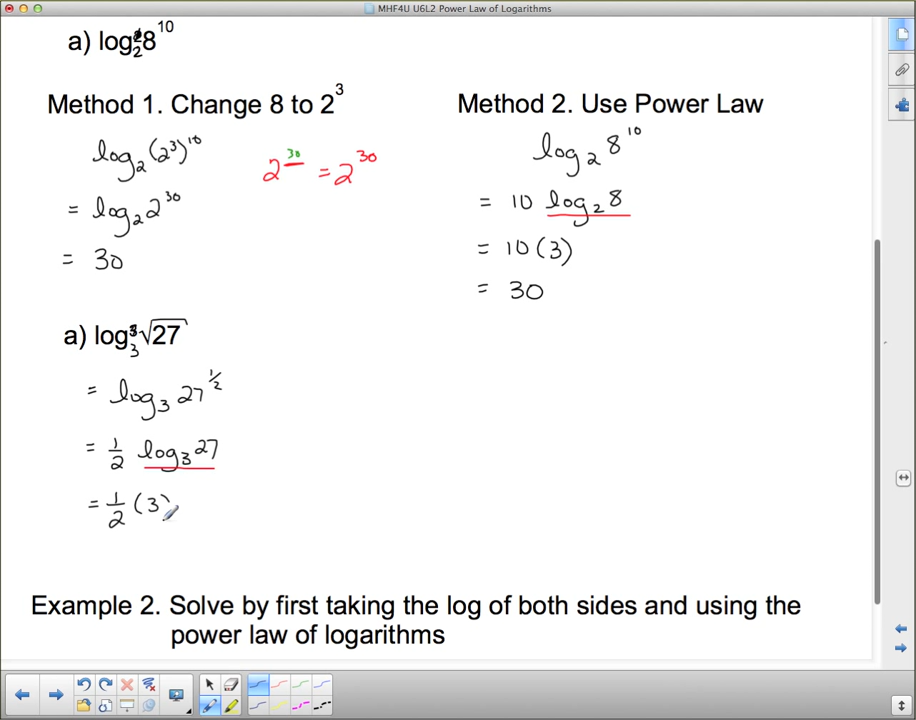 MHF4U U6L2 Power Law of Logarithms
a) log₂8¹⁰
Method 1. Change 8 to 2³
log₂(2³)¹⁰
= log₂2³⁰
= 30
2³⁰ = 2³⁰
Method 2. Use Power Law
log₂8¹⁰
= 10 log₂8
= 10(3)
= 30
a) log₃√27
= log₃27^½
= 1/2 log₃27
= 1/2 (3)
Example 2. Solve by first taking the log of both sides and using the
power law of logarithms